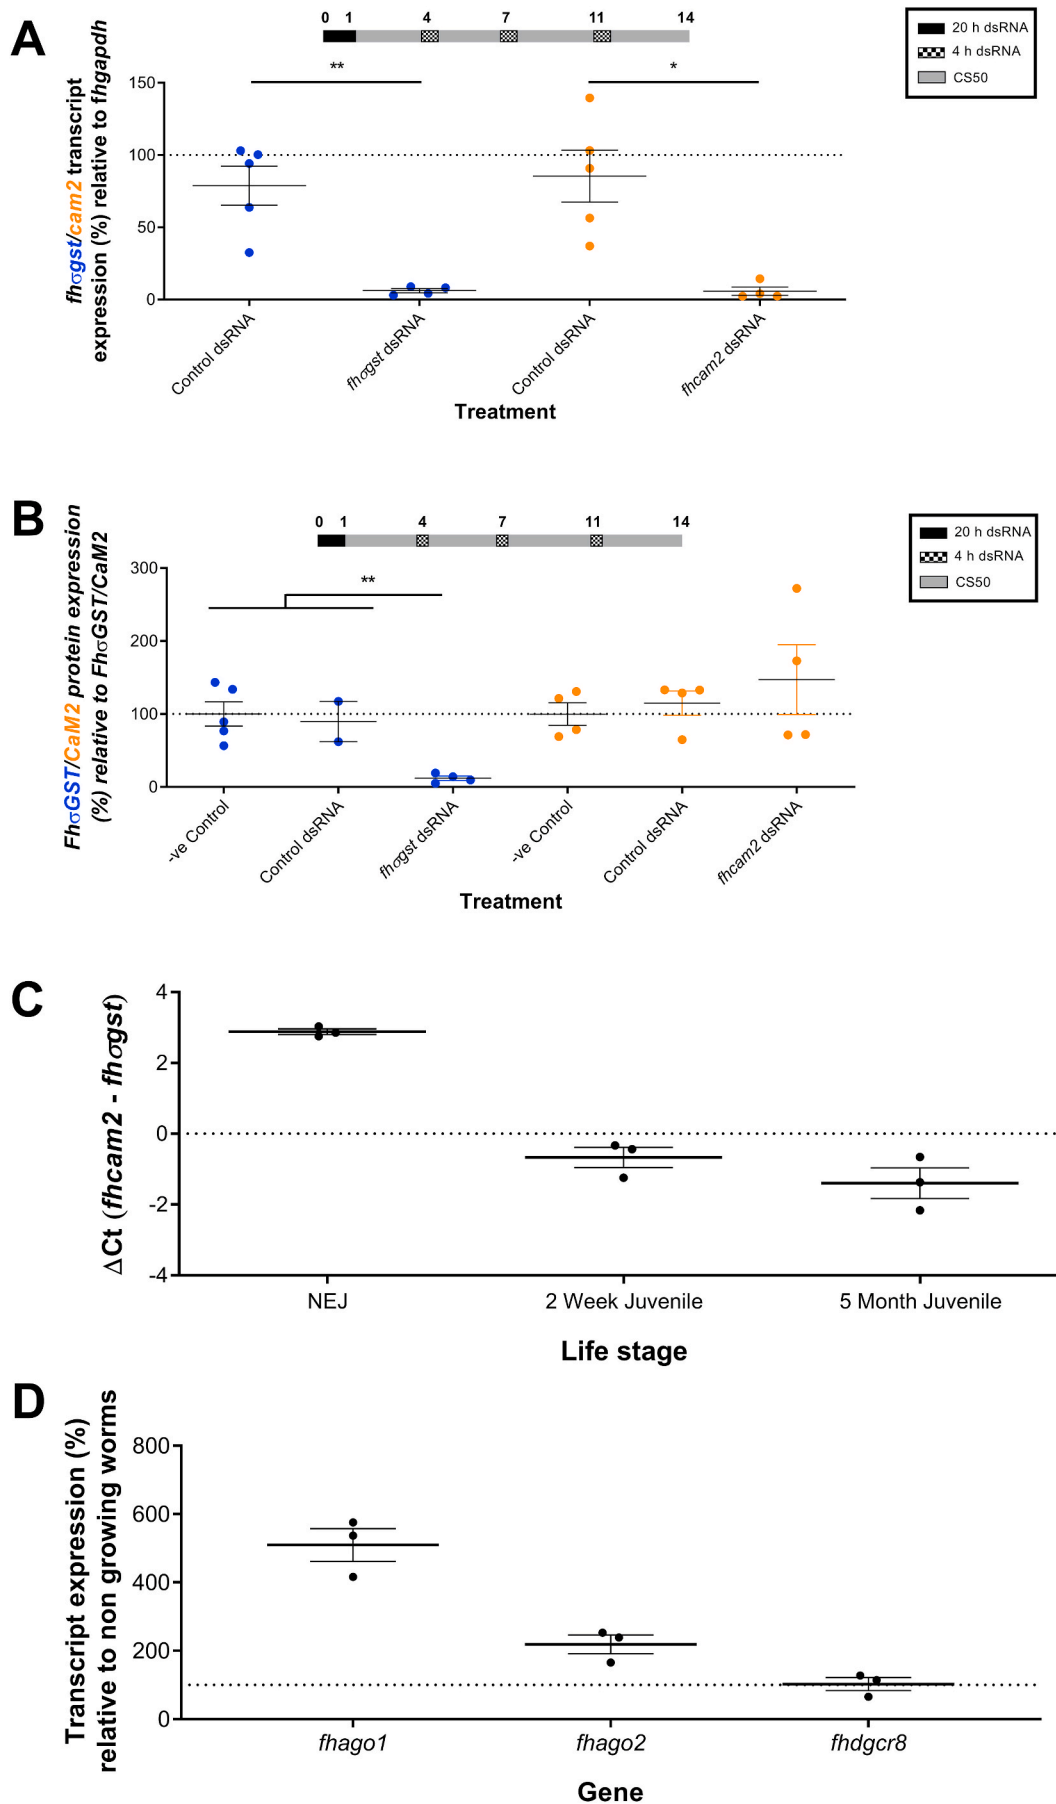 A
0 1 4 7 11 14
20 h dsRNA
4 h dsRNA
CS50
** *
fhσgst/cam2 transcript
expression (%) relative to fhgapdh
150
100
50
0
Control dsRNA
fhσgst dsRNA
Control dsRNA
fhcam2 dsRNA
Treatment
B
0 1 4 7 11 14
20 h dsRNA
4 h dsRNA
CS50
**
FhσGST/CaM2 protein expression
(%) relative to FhσGST/CaM2
300
200
100
0
-ve Control
Control dsRNA
fhσgst dsRNA
-ve Control
Control dsRNA
fhcam2 dsRNA
Treatment
C
ΔCt (fhcam2 - fhσgst)
4
2
0
-2
-4
NEJ 2 Week Juvenile 5 Month Juvenile
Life stage
D
Transcript expression (%)
relative to non growing worms
800
600
400
200
0
fhago1 fhago2 fhdgcr8
Gene